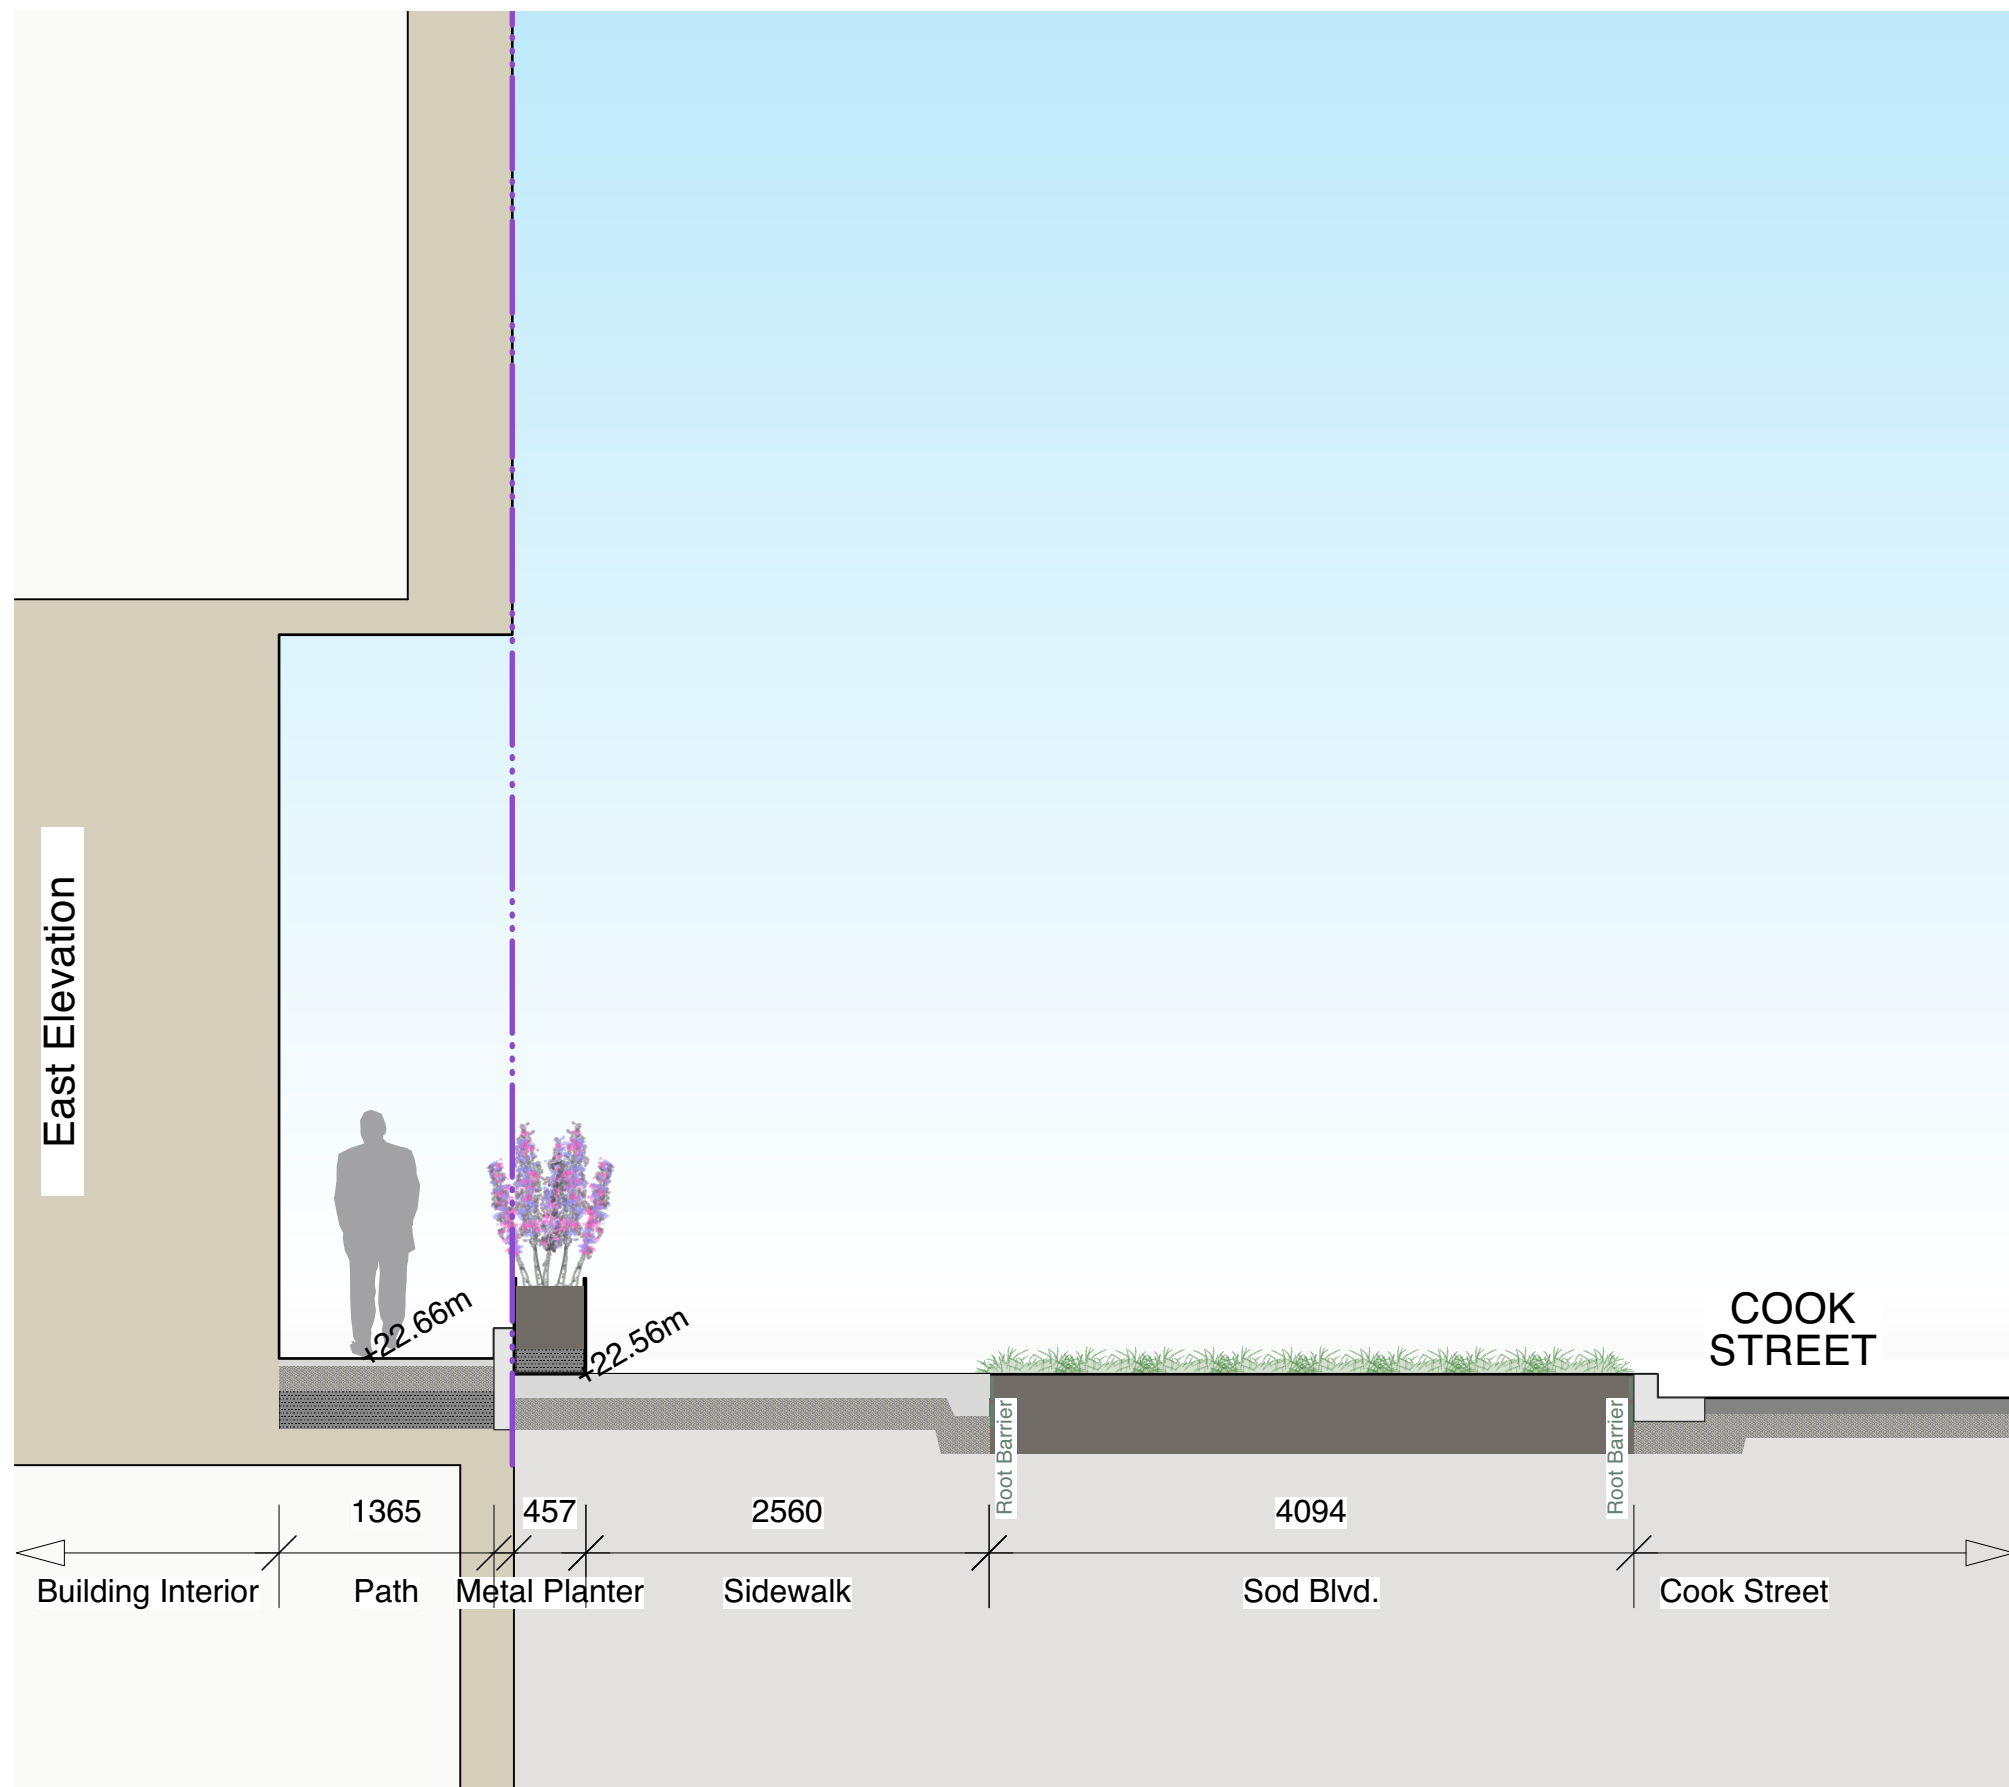 East Elevation
+22.66m
+22.56m
COOK
STREET
Root Barrier
Root Barrier
1365
457
2560
4094
Building Interior
Path
Metal Planter
Sidewalk
Sod Blvd.
Cook Street